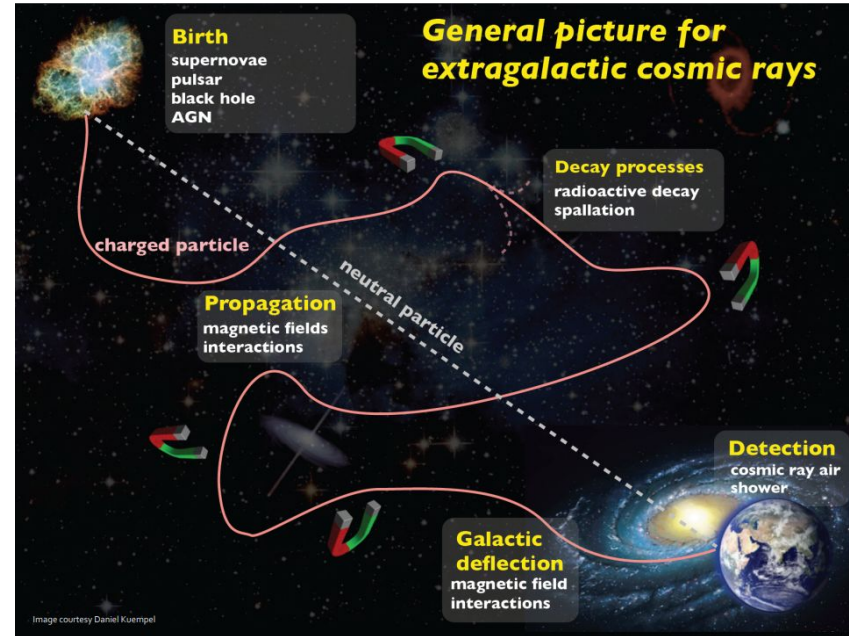 General picture for
extragalactic cosmic rays
Birth
supernovae
pulsar
black hole
AGN
Decay processes
radioactive decay
spallation
charged particle
neutral particle
Propagation
magnetic fields
interactions
Detection
cosmic ray air
shower
Galactic
deflection
magnetic field
interactions
Image courtesy Daniel Kuempel